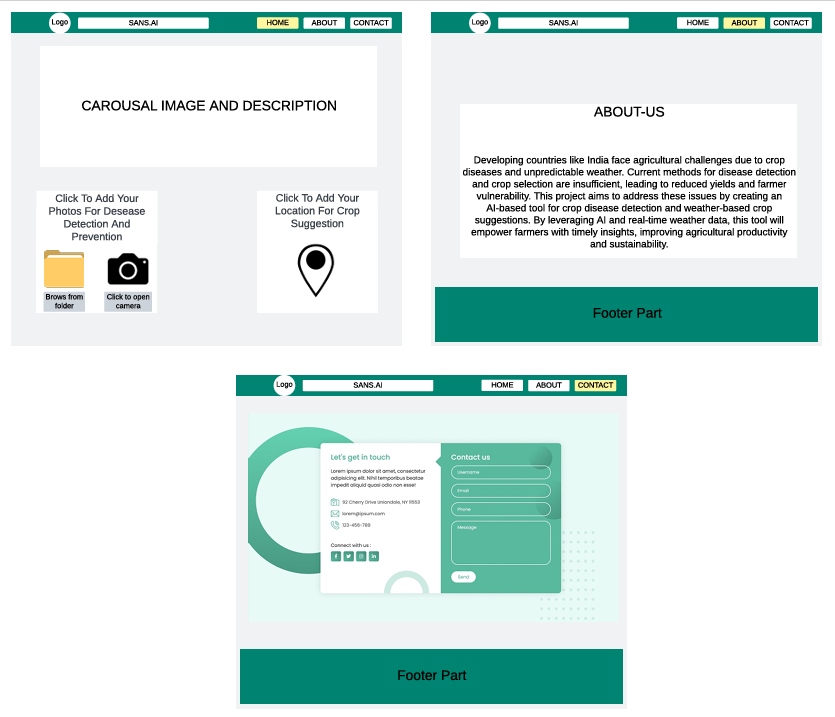 Logo
SANS.AI
HOME
ABOUT
CONTACT
CAROUSAL IMAGE AND DESCRIPTION
Click To Add Your
Photos For Desease
Detection And
Prevention
Brows from
folder
Click to open
camera
Click To Add Your
Location For Crop
Suggestion
Logo
SANS.AI
HOME
ABOUT
CONTACT
ABOUT-US
Developing countries like India face agricultural challenges due to crop
diseases and unpredictable weather. Current methods for disease detection
and crop selection are insufficient, leading to reduced yields and farmer
vulnerability. This project aims to address these issues by creating an
AI-based tool for crop disease detection and weather-based crop
suggestions. By leveraging AI and real-time weather data, this tool will
empower farmers with timely insights, improving agricultural productivity
and sustainability.
Footer Part
Logo
SANS.AI
HOME
ABOUT
CONTACT
Let's get in touch
Lorem ipsum dolor sit amet, consectetur
adipisicing elit. Nihil temporibus beatae
impedit aliquid quasi odio non esse!
92 Cherry Drive Uniondale, NY 11553
lorem@ipsum.com
123-456-789
Connect with us :
Contact us
Username
Email
Phone
Message
Send
Footer Part